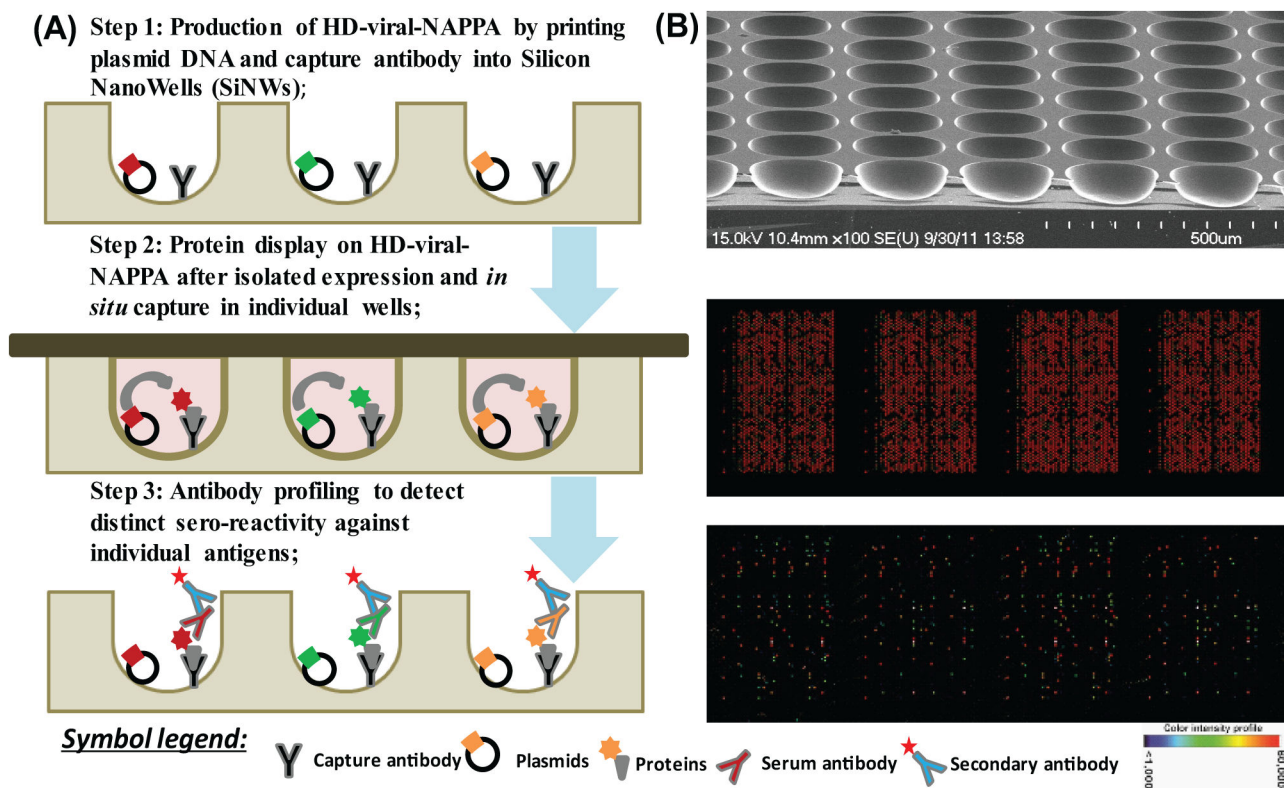 (A) Step 1: Production of HD-viral-NAPPA by printing
plasmid DNA and capture antibody into Silicon
NanoWells (SiNWs);
Step 2: Protein display on HD-viral-
NAPPA after isolated expression and in
situ capture in individual wells;
Step 3: Antibody profiling to detect
distinct sero-reactivity against
individual antigens;
Symbol legend:
Capture antibody
Plasmids
Proteins
Serum antibody
Secondary antibody
(B)
15.0kV 10.4mm x100 SE(U) 9/30/11 13:58
500um
Color intensity profile
<1,000